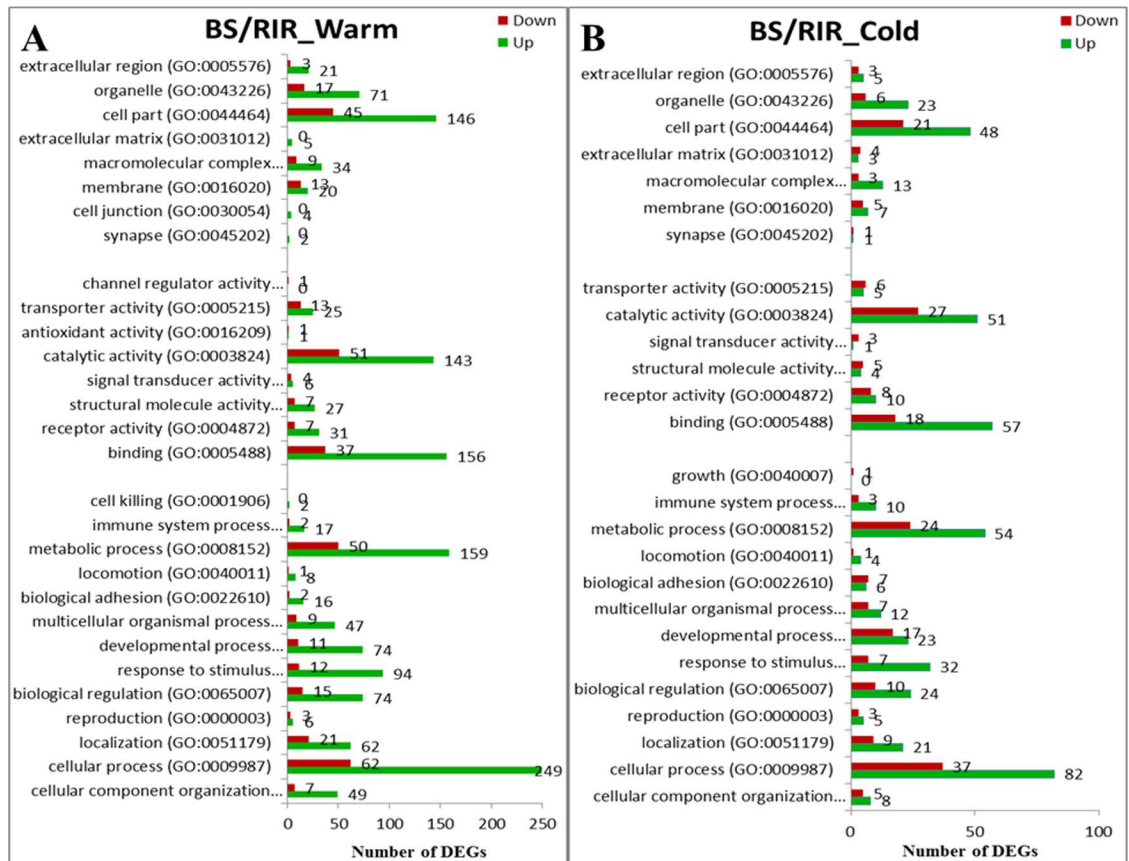 A
BS/RIR_Warm
Down
Up
extracellular region (GO:0005576) 3 21
organelle (GO:0043226) 17 71
cell part (GO:0044464) 45 146
extracellular matrix (GO:0031012) 0 5
macromolecular complex... 9 34
membrane (GO:0016020) 13 20
cell junction (GO:0030054) 0 4
synapse (GO:0045202) 0 2
channel regulator activity... 1 0
transporter activity (GO:0005215) 13 25
antioxidant activity (GO:0016209) 1 1
catalytic activity (GO:0003824) 51 143
signal transducer activity... 4 6
structural molecule activity... 7 27
receptor activity (GO:0004872) 7 31
binding (GO:0005488) 37 156
cell killing (GO:0001906) 0 2
immune system process... 2 17
metabolic process (GO:0008152) 50 159
locomotion (GO:0040011) 1 8
biological adhesion (GO:0022610) 2 16
multicellular organismal process... 9 47
developmental process... 11 74
response to stimulus... 12 94
biological regulation (GO:0065007) 15 74
reproduction (GO:0000003) 3 6
localization (GO:0051179) 21 62
cellular process (GO:0009987) 62 249
cellular component organization... 7 49
0 50 100 150 200 250
Number of DEGs
B
BS/RIR_Cold
Down
Up
extracellular region (GO:0005576) 3 5
organelle (GO:0043226) 6 23
cell part (GO:0044464) 21 48
extracellular matrix (GO:0031012) 4 3
macromolecular complex... 3 13
membrane (GO:0016020) 5 7
synapse (GO:0045202) 1 1
transporter activity (GO:0005215) 6 5
catalytic activity (GO:0003824) 27 51
signal transducer activity... 3 1
structural molecule activity... 5 4
receptor activity (GO:0004872) 8 10
binding (GO:0005488) 18 57
growth (GO:0040007) 1 0
immune system process... 3 10
metabolic process (GO:0008152) 24 54
locomotion (GO:0040011) 1 4
biological adhesion (GO:0022610) 7 6
multicellular organismal process... 7 12
developmental process... 17 23
response to stimulus... 7 32
biological regulation (GO:0065007) 10 24
reproduction (GO:0000003) 3 5
localization (GO:0051179) 9 21
cellular process (GO:0009987) 37 82
cellular component organization... 5 8
0 50 100
Number of DEGs